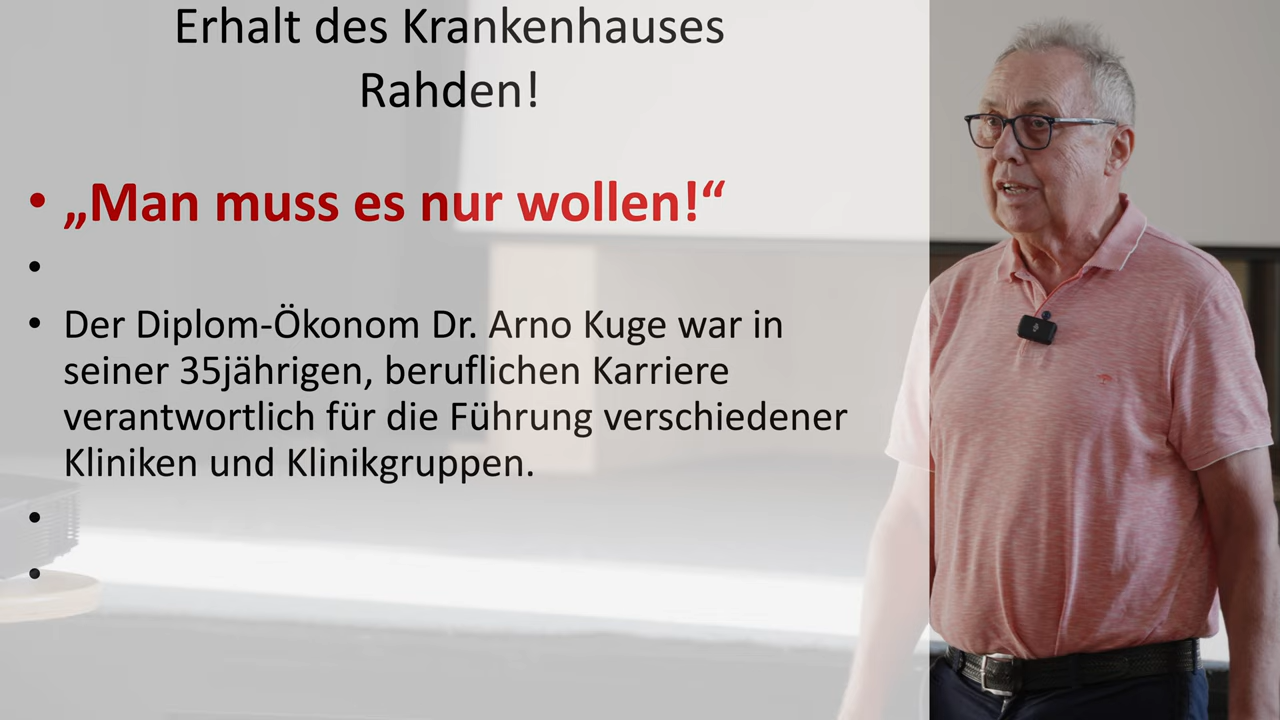 Erhalt des Krankenhauses
Rahden!
• „Man muss es nur wollen!“
•
• Der Diplom-Ökonom Dr. Arno Kuge war in
seiner 35jährigen, beruflichen Karriere
verantwortlich für die Führung verschiedener
Kliniken und Klinikgruppen.
•
•